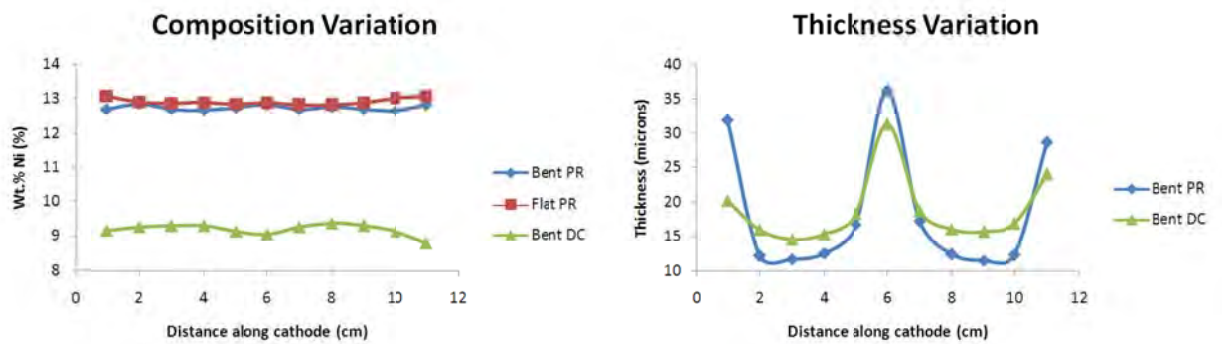 Composition Variation
14
13
12
11
10
9
8
0
2
4
6
8
10
12
Wt.% Ni (%)
Distance along cathode (cm)
Bent PR
Flat PR
Bent DC
Thickness Variation
40
35
30
25
20
15
10
0
2
4
6
8
10
12
Thickness (microns)
Distance along cathode (cm)
Bent PR
Bent DC